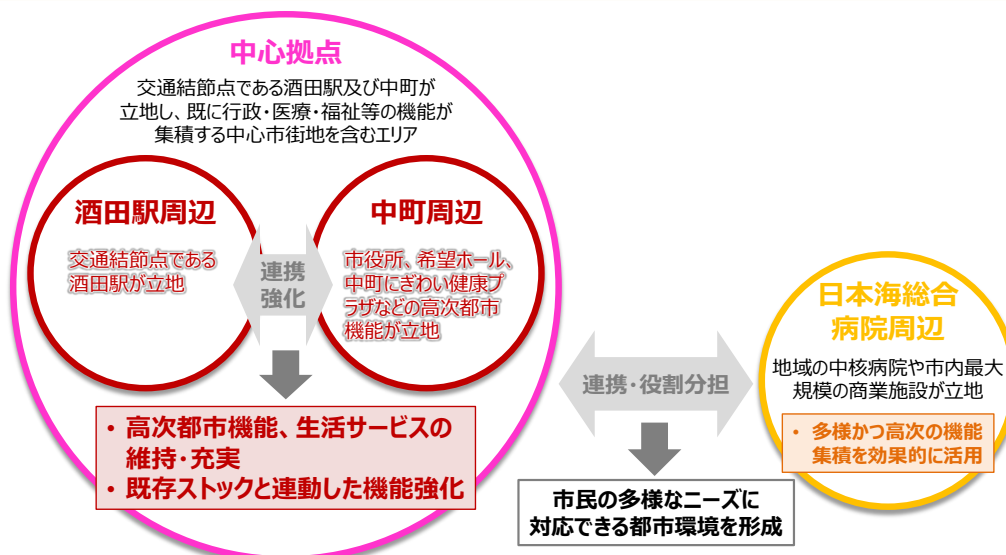 中心拠点
交通結節点である酒田駅及び中町が
立地し、既に行政・医療・福祉等の機能が
集積する中心市街地を含むエリア
酒田駅周辺
交通結節点である
酒田駅が立地
連携
強化
中町周辺
市役所、希望ホール、
中町にぎわい健康プ
ラザなどの高次都市
機能が立地
• 高次都市機能、生活サービスの
維持・充実
• 既存ストックと連動した機能強化
連携・役割分担
市民の多様なニーズに
対応できる都市環境を形成
日本海総合
病院周辺
地域の中核病院や市内最大
規模の商業施設が立地
• 多様かつ高次の機能
集積を効果的に活用